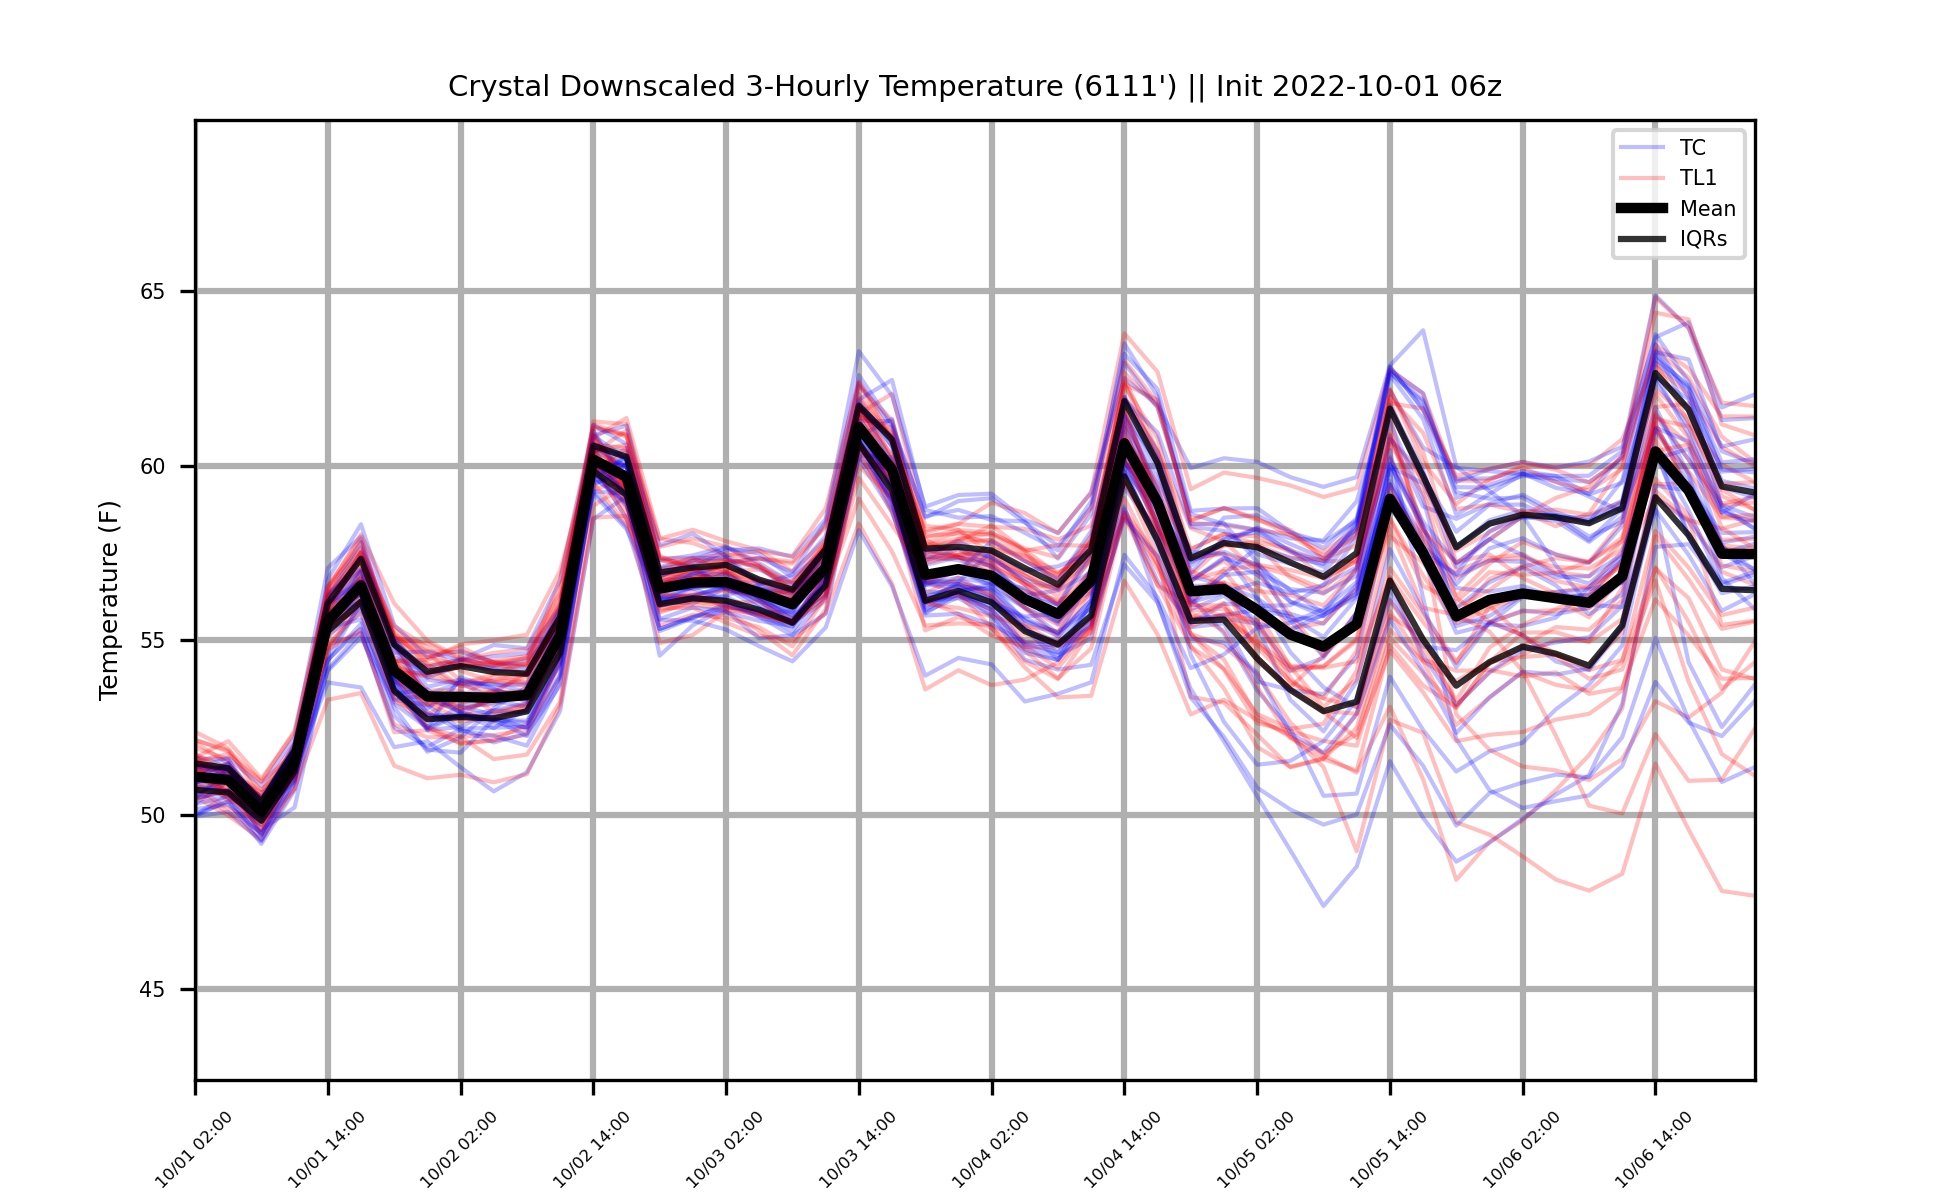 Crystal Downscaled 3-Hourly Temperature (6111') || Init 2022-10-01 06z
TC
TL1
Mean
IQRs
Temperature (F)
65
60
55
50
45
10/01 02:00
10/01 14:00
10/02 02:00
10/02 14:00
10/03 02:00
10/03 14:00
10/04 02:00
10/04 14:00
10/05 02:00
10/05 14:00
10/06 02:00
10/06 14:00